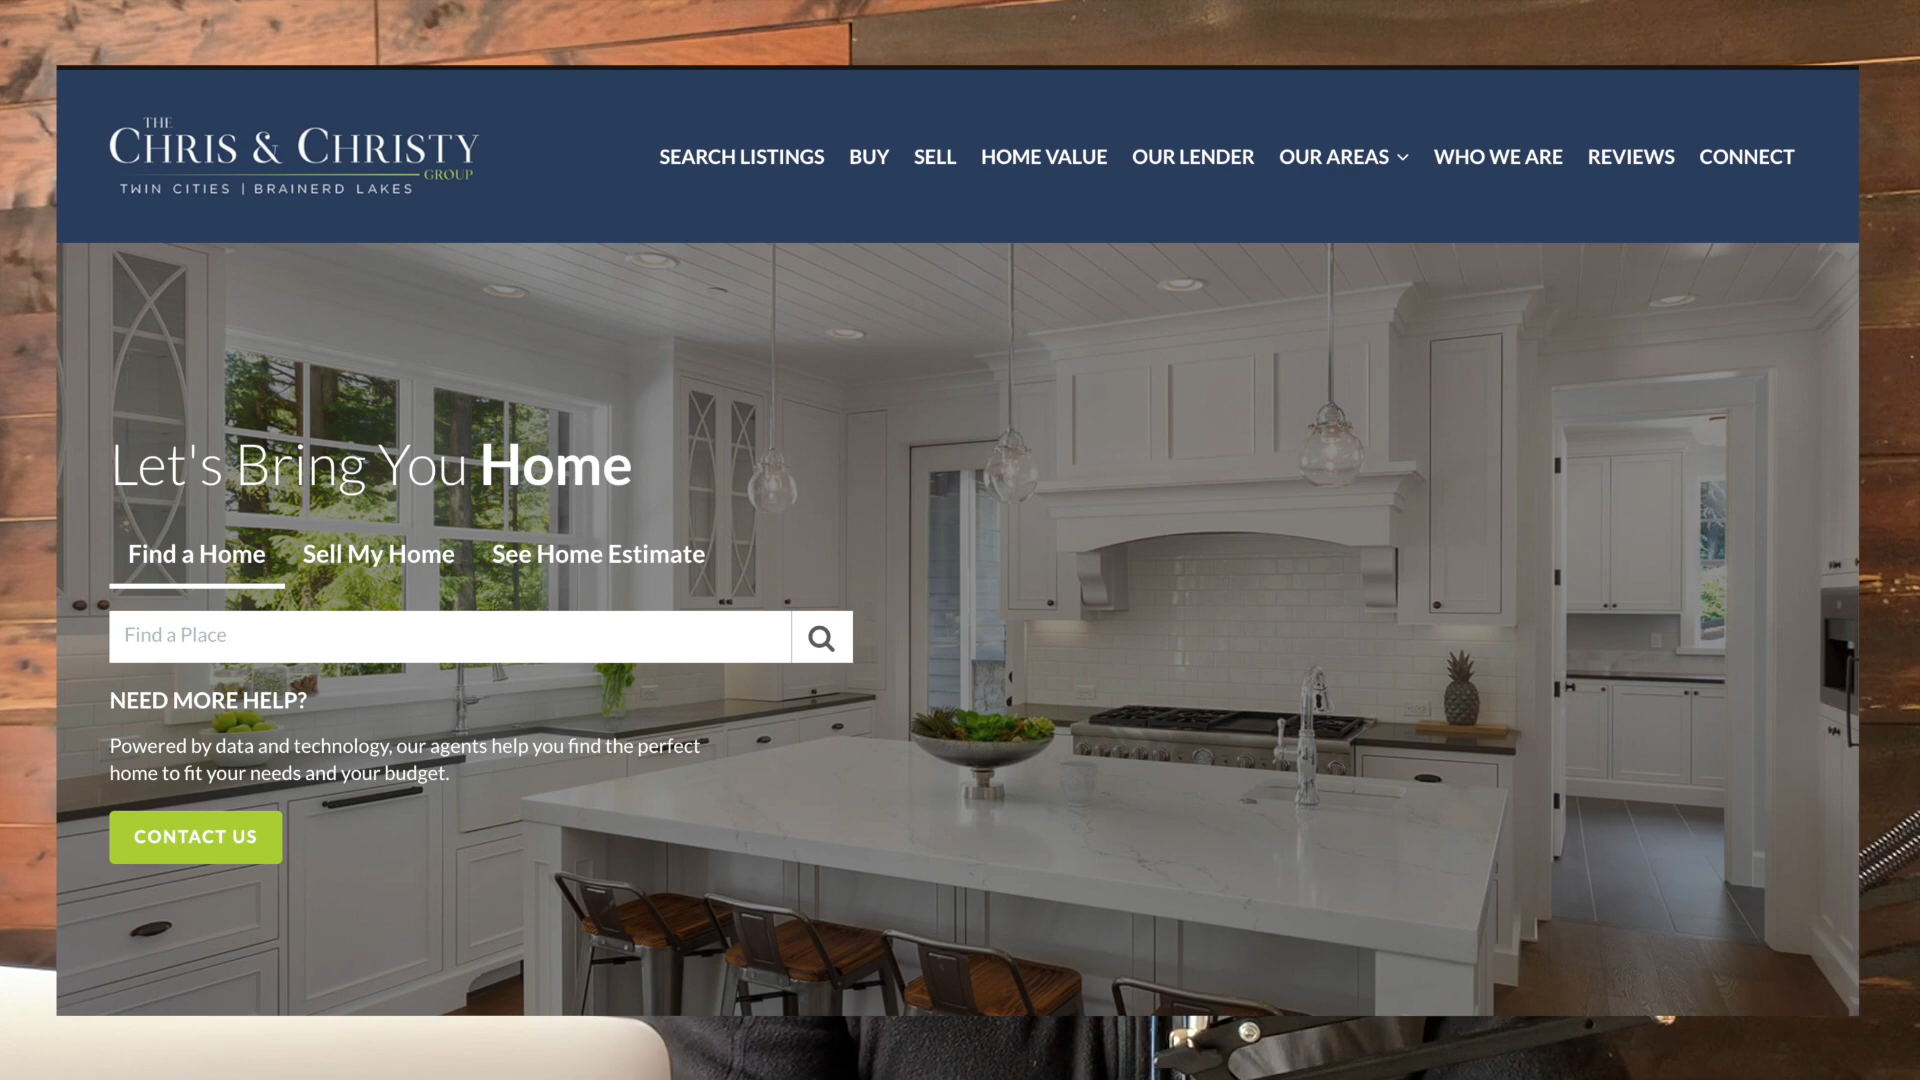 THE
CHRIS & CHRISTY
GROUP
TWIN CITIES | BRAINERD LAKES
SEARCH LISTINGS BUY SELL HOME VALUE OUR LENDER OUR AREAS WHO WE ARE REVIEWS CONNECT
Let's Bring You Home
Find a Home Sell My Home See Home Estimate
Find a Place
NEED MORE HELP?
Powered by data and technology, our agents help you find the perfect
home to fit your needs and your budget.
CONTACT US